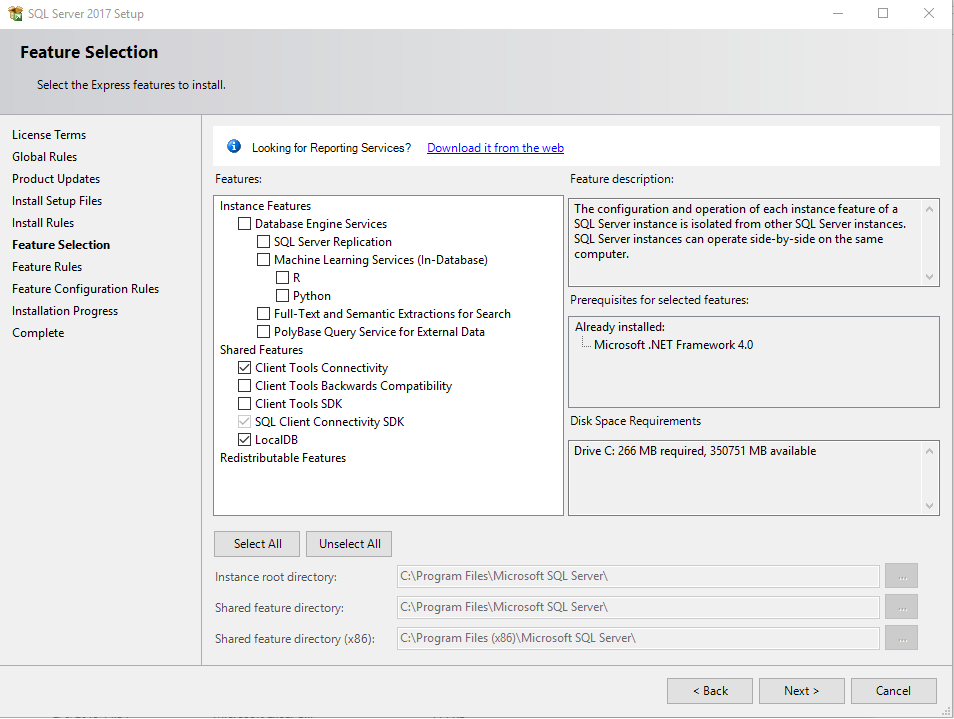 SQL Server 2017 Setup
Feature Selection
Select the Express features to install.
License Terms
Global Rules
Product Updates
Install Setup Files
Install Rules
Feature Selection
Feature Rules
Feature Configuration Rules
Installation Progress
Complete
Looking for Reporting Services? Download it from the web
Features:
Instance Features
Database Engine Services
SQL Server Replication
Machine Learning Services (In-Database)
R
Python
Full-Text and Semantic Extractions for Search
PolyBase Query Service for External Data
Shared Features
Client Tools Connectivity
Client Tools Backwards Compatibility
Client Tools SDK
SQL Client Connectivity SDK
LocalDB
Redistributable Features
Feature description:
The configuration and operation of each instance feature of a
SQL Server instance is isolated from other SQL Server instances.
SQL Server instances can operate side-by-side on the same
computer.
Prerequisites for selected features:
Already installed:
Microsoft .NET Framework 4.0
Disk Space Requirements
Drive C: 266 MB required, 350751 MB available
Select All Unselect All
Instance root directory: C:\Program Files\Microsoft SQL Server\ ...
Shared feature directory: C:\Program Files\Microsoft SQL Server\ ...
Shared feature directory (x86): C:\Program Files (x86)\Microsoft SQL Server\ ...
< Back Next > Cancel